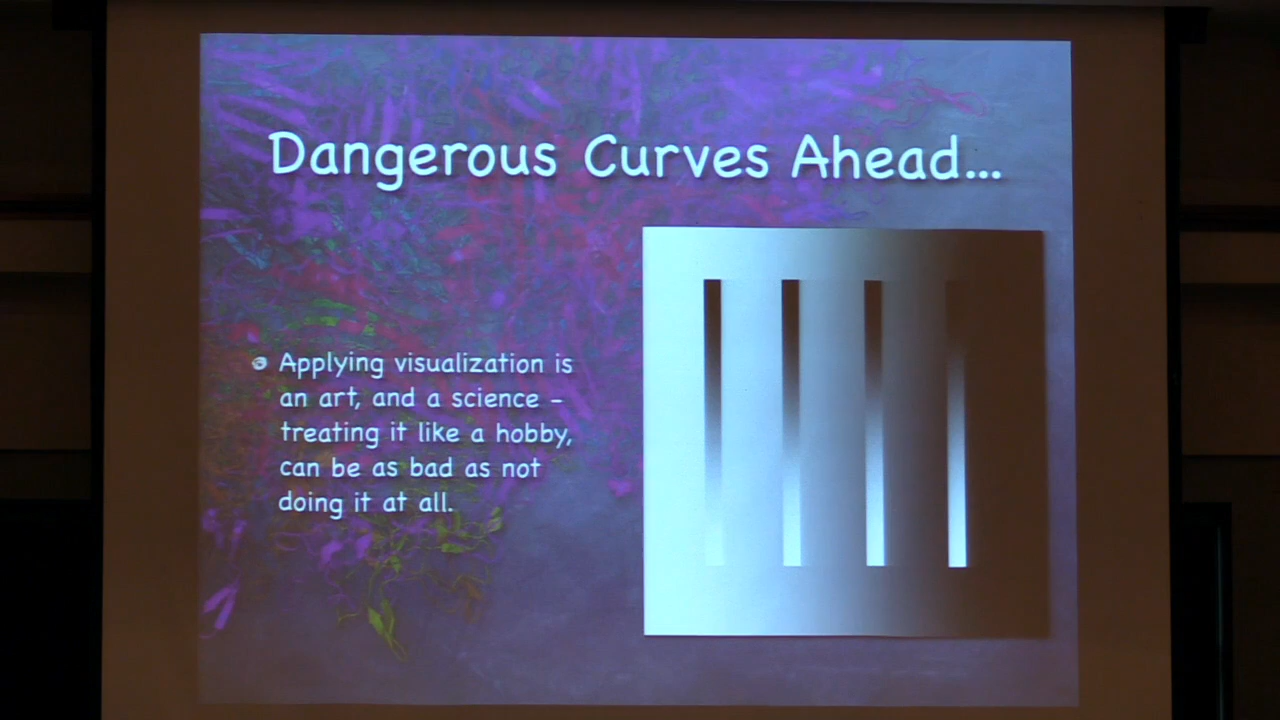 Dangerous Curves Ahead...
Applying visualization is
an art, and a science –
treating it like a hobby,
can be as bad as not
doing it at all.